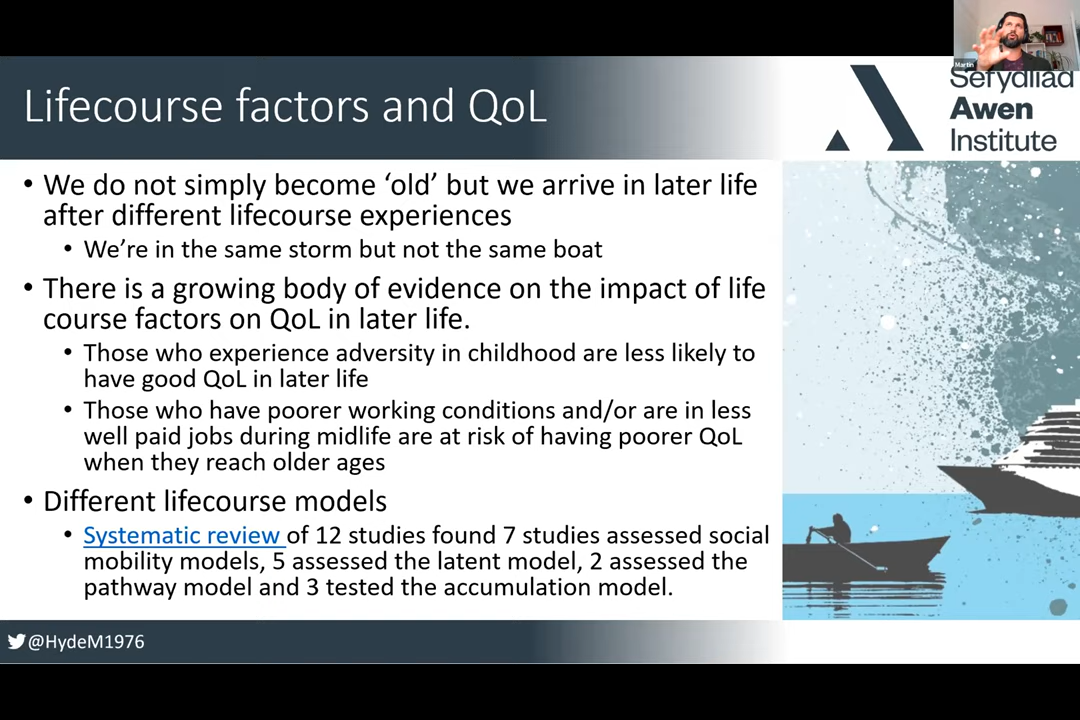 Martin
Lifecourse factors and QoL
Sefydliad
Awen
Institute
• We do not simply become ‘old’ but we arrive in later life
after different lifecourse experiences
• We’re in the same storm but not the same boat
• There is a growing body of evidence on the impact of life
course factors on QoL in later life.
• Those who experience adversity in childhood are less likely to
have good QoL in later life
• Those who have poorer working conditions and/or are in less
well paid jobs during midlife are at risk of having poorer QoL
when they reach older ages
• Different lifecourse models
• Systematic review of 12 studies found 7 studies assessed social
mobility models, 5 assessed the latent model, 2 assessed the
pathway model and 3 tested the accumulation model.
@HydeM1976